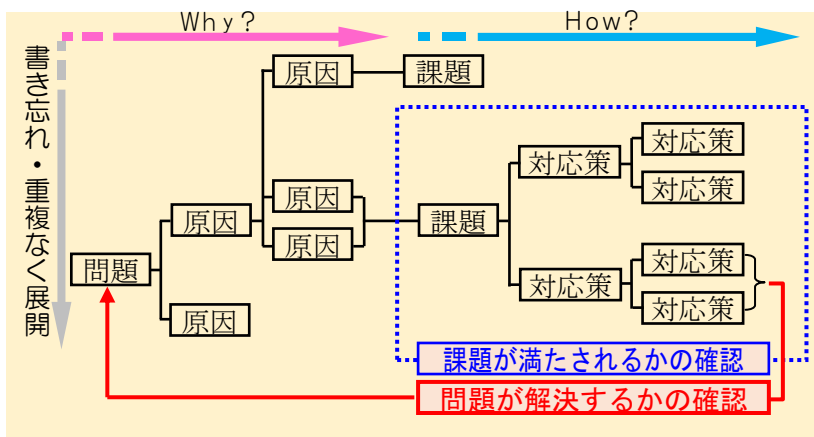 Why?
How?
書き忘れ・重複なく展開
原因
課題
対応策
対応策
対応策
原因
原因
原因
課題
問題
対応策
対応策
対応策
原因
課題が満たされるかの確認
問題が解決するかの確認